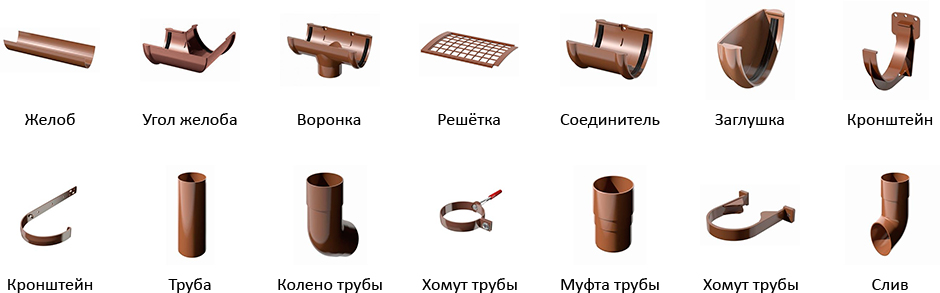 Желоб
Угол желоба
Воронка
Решётка
Соединитель
Заглушка
Кронштейн
Кронштейн
Труба
Колено трубы
Хомут трубы
Муфта трубы
Хомут трубы
Слив